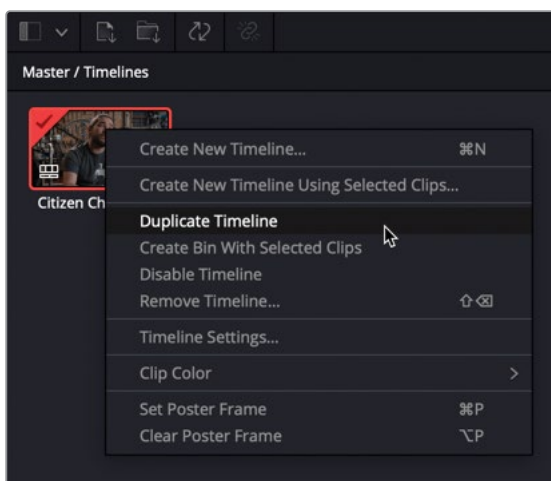 Master / Timelines
Create New Timeline... ⌘N
Create New Timeline Using Selected Clips...
Citizen Ch
Duplicate Timeline
Create Bin With Selected Clips
Disable Timeline
Remove Timeline... ⇧⌫
Timeline Settings...
Clip Color >
Set Poster Frame ⌘P
Clear Poster Frame ⌥P